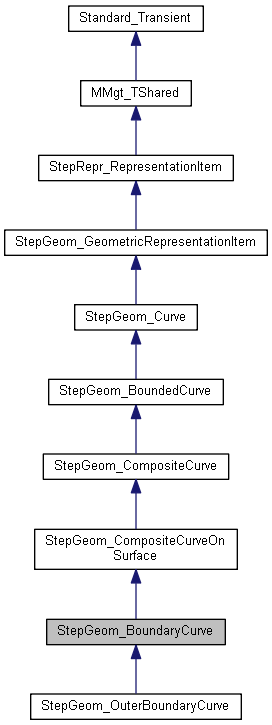 Standard_Transient
MMgt_TShared
StepRepr_RepresentationItem
StepGeom_GeometricRepresentationItem
StepGeom_Curve
StepGeom_BoundedCurve
StepGeom_CompositeCurve
StepGeom_CompositeCurveOn
Surface
StepGeom_BoundaryCurve
StepGeom_OuterBoundaryCurve